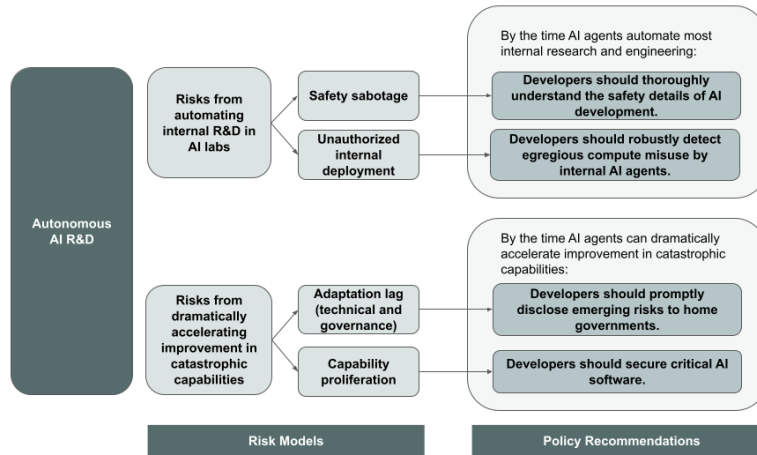 Autonomous
AI R&D
Risks from
automating
internal R&D in
AI labs
Safety sabotage
Unauthorized
internal
deployment
By the time AI agents automate most
internal research and engineering:
Developers should thoroughly
understand the safety details of AI
development.
Developers should robustly detect
egregious compute misuse by
internal AI agents.
Risks from
dramatically
accelerating
improvement in
catastrophic
capabilities
Adaptation lag
(technical and
governance)
Capability
proliferation
By the time AI agents can dramatically
accelerate improvement in catastrophic
capabilities:
Developers should promptly
disclose emerging risks to home
governments.
Developers should secure critical AI
software.
Risk Models
Policy Recommendations